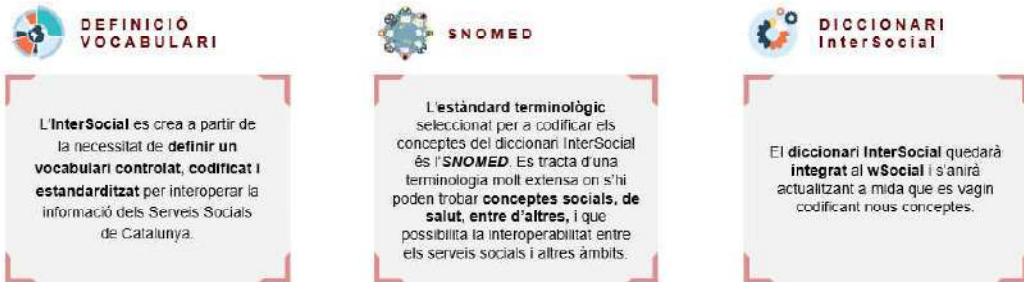 DEFINICIÓ
VOCABULARI
L'InterSocial es crea a partir de
la necessitat de definir un
vocabulari controlat, codificat i
estandarditzat per interoperar la
informació dels Serveis Socials
de Catalunya.
SNOMED
L'estàndard terminològic
seleccionat per a codificar els
conceptes del diccionari InterSocial
és l'SNOMED. Es tracta d'una
terminologia molt extensa on s'hi
poden trobar conceptes socials, de
salut, entre d'altres, i que
possibilita la interoperabilitat entre
els serveis socials i altres àmbits.
DICCIONARI
InterSocial
El diccionari InterSocial quedarà
integrat al wSocial i s'anirà
actualitzant a mida que es vagin
codificant nous conceptes.